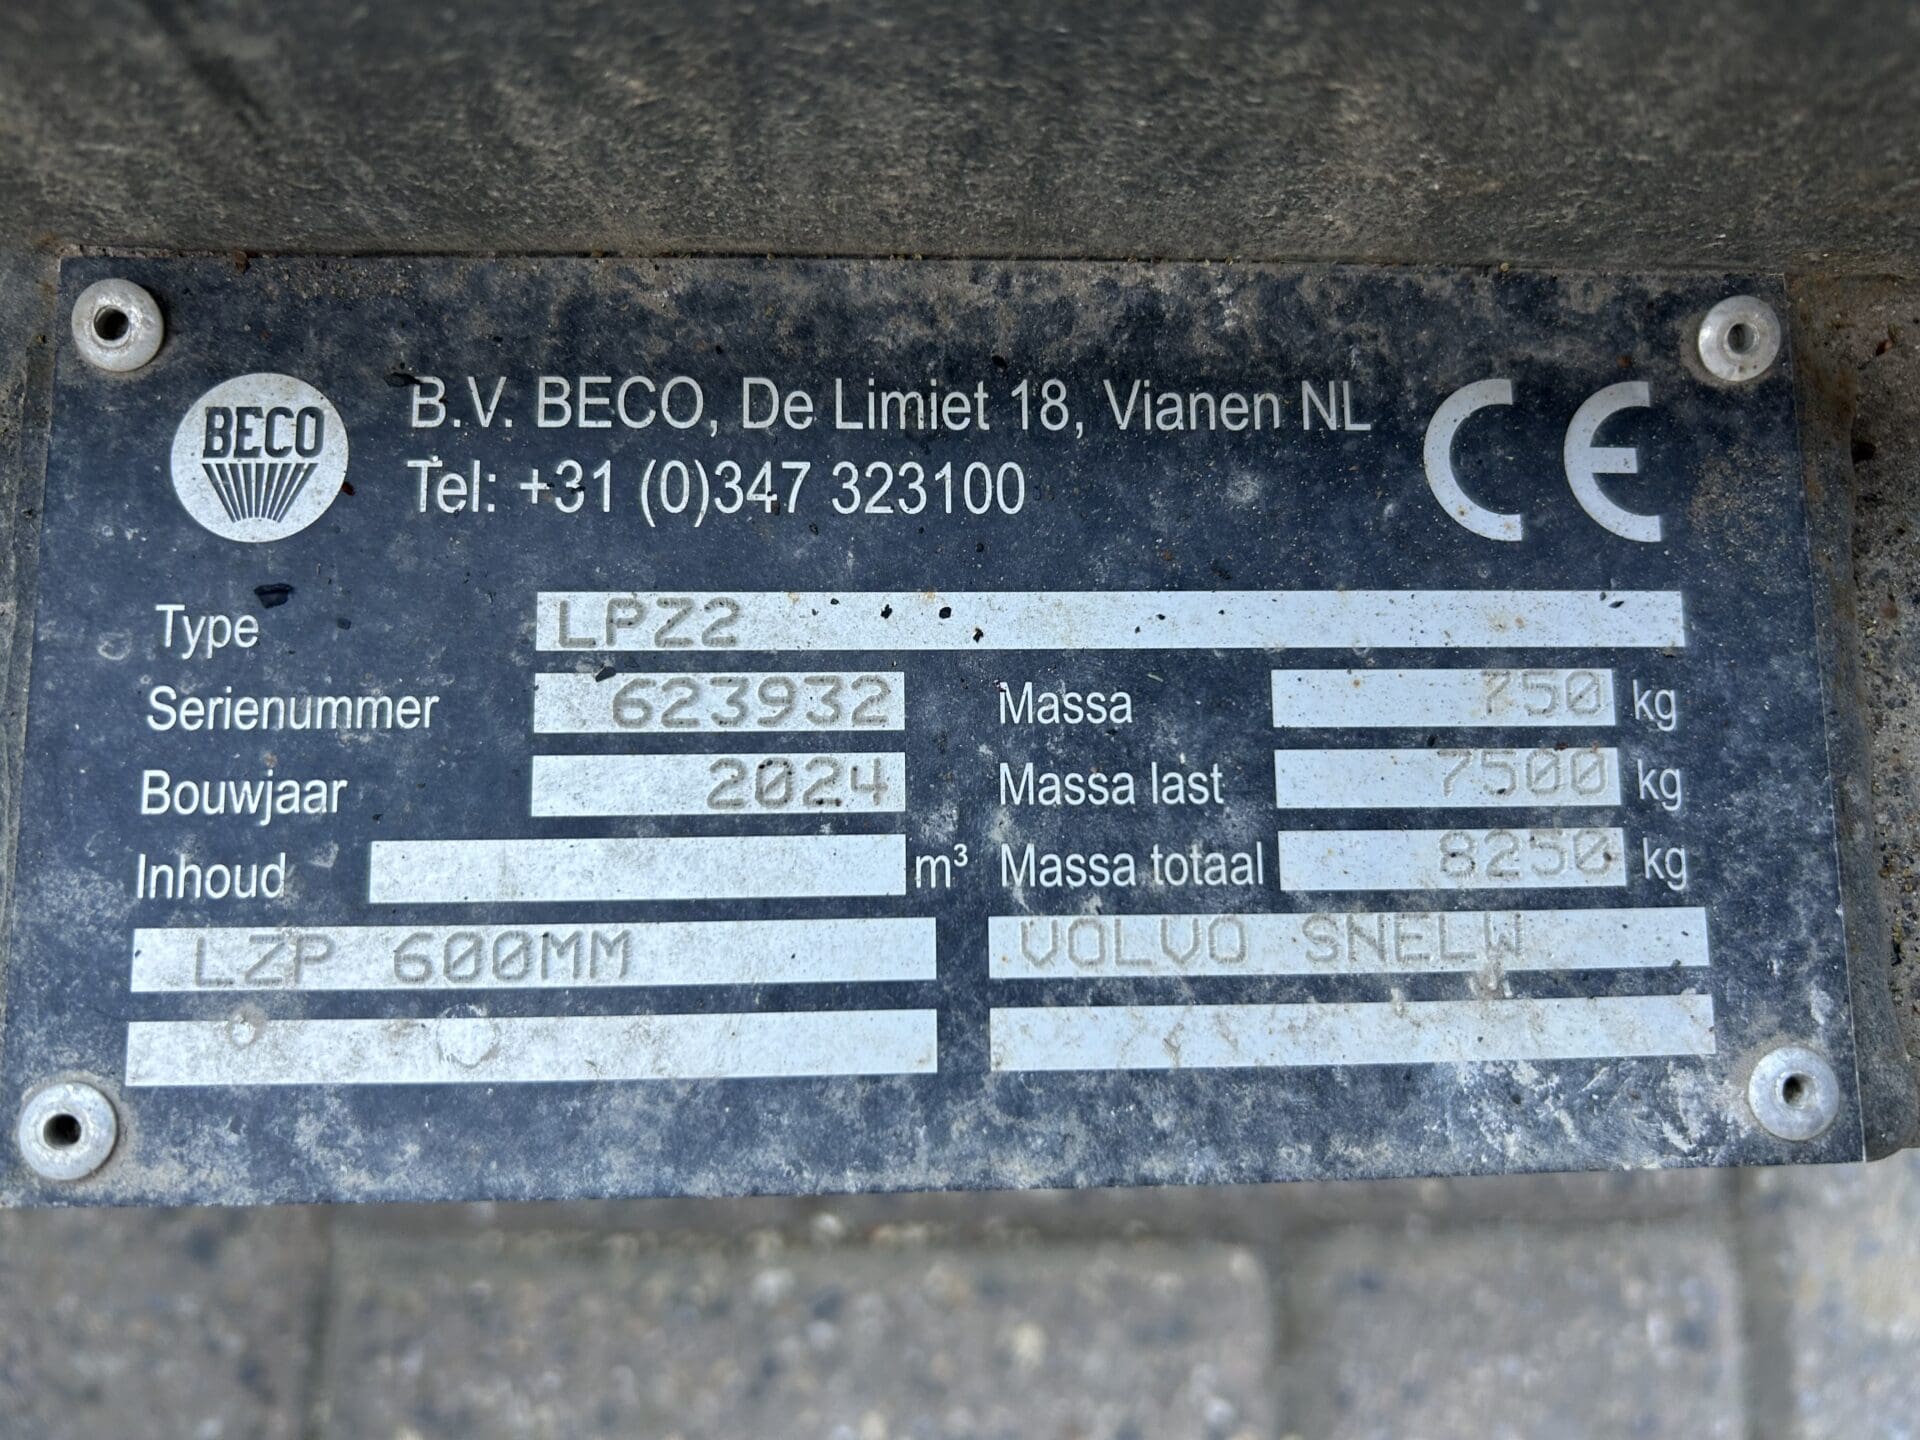 BECO
B.V. BECO, De Limiet 18, Vianen NL
Tel: +31 (0)347 323100
CE
Type LPZ2
Serienummer 623932 Massa 750 kg
Bouwjaar 2024 Massa last 7500 kg
Inhoud m³ Massa totaal 8250 kg
LZP 600MM VOLVO SNELW